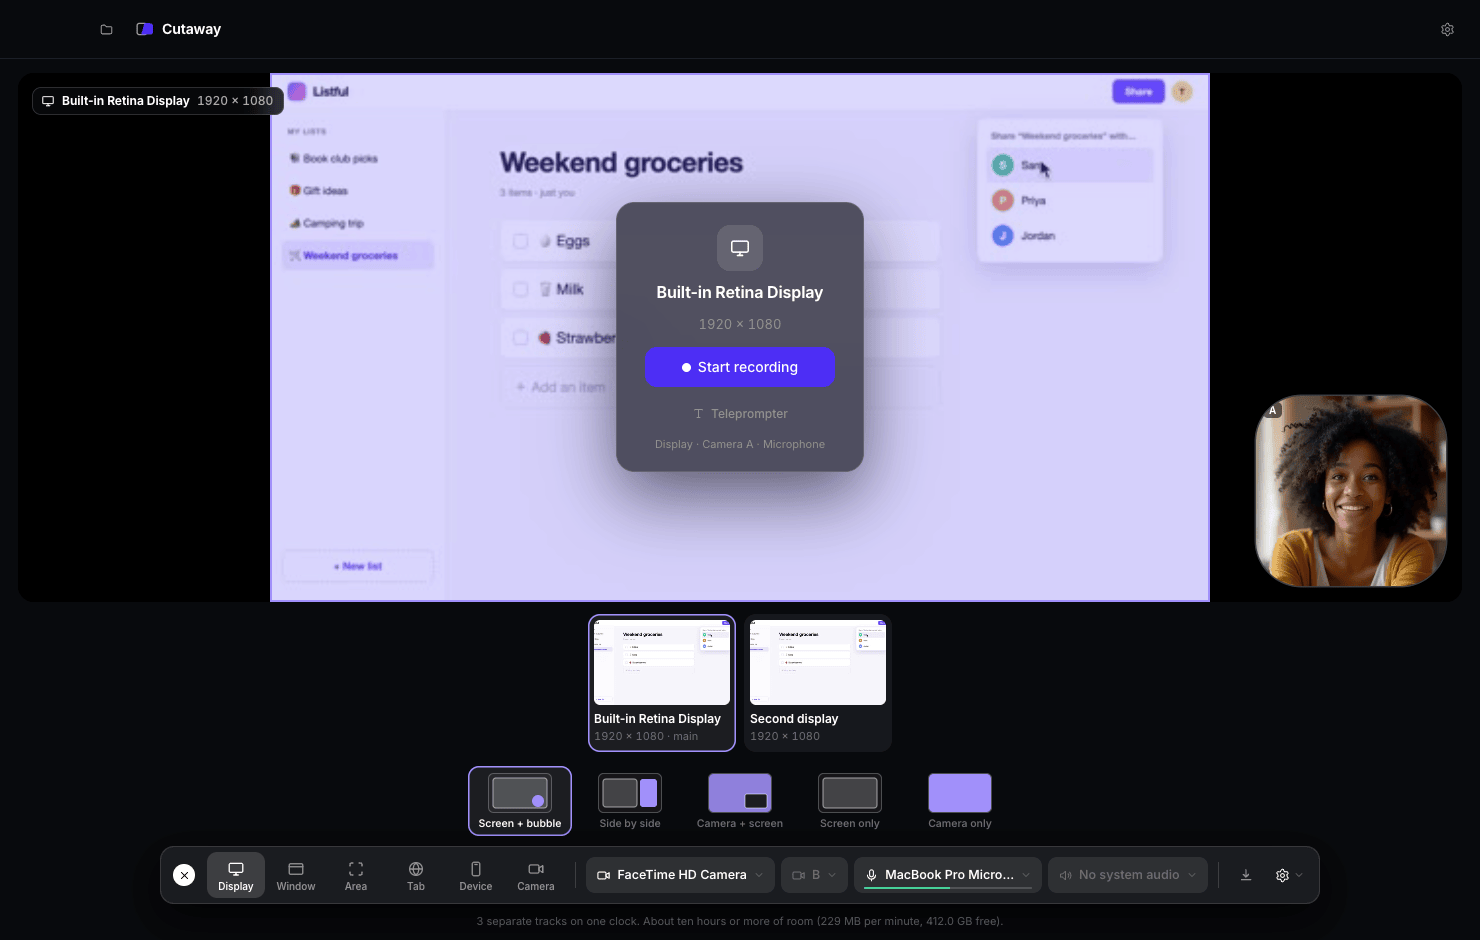 Cutaway
Built-in Retina Display 1920 × 1080
Listful
Share
T
MY LISTS
Book club picks
Gift ideas
Camping trip
Weekend groceries
+ New list
Weekend groceries
3 items · just you
Eggs
Milk
+ Add an item
Share "Weekend groceries" with...
S
P Priya
J Jordan
Built-in Retina Display
1920 × 1080
Start recording
Teleprompter
Display · Camera A · Microphone
A
Weekend groceries
Built-in Retina Display
1920 × 1080 · main
Weekend groceries
Second display
1920 × 1080
Screen + bubble
Side by side
Camera + screen
Screen only
Camera only
Display
Window
Area
Tab
Device
Camera
FaceTime HD Camera
B
MacBook Pro Micro...
No system audio
3 separate tracks on one clock. About ten hours or more of room (229 MB per minute, 412.0 GB free).